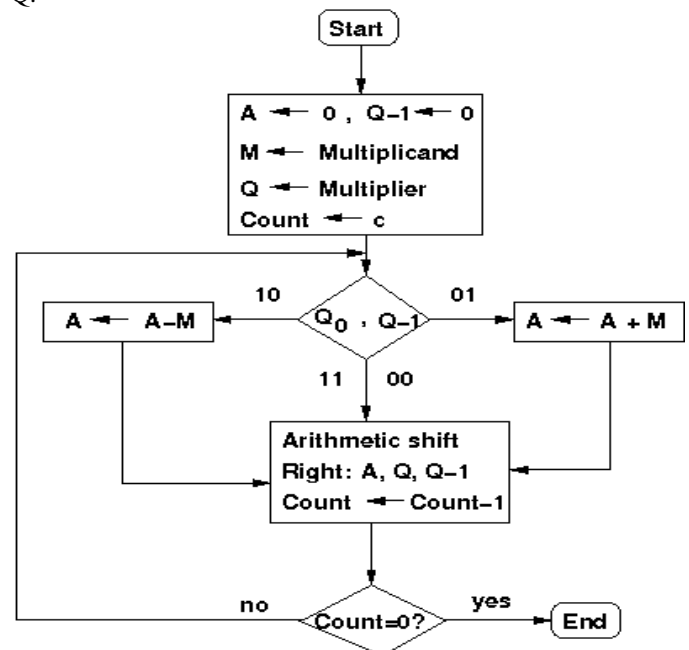 Q.
Start
A ← 0 , Q-1 ← 0
M ← Multiplicand
Q ← Multiplier
Count ← c
10
01
A ← A-M
Q0 , Q-1
A ← A + M
11
00
Arithmetic shift
Right: A, Q, Q-1
Count ← Count-1
no
yes
Count=0?
End